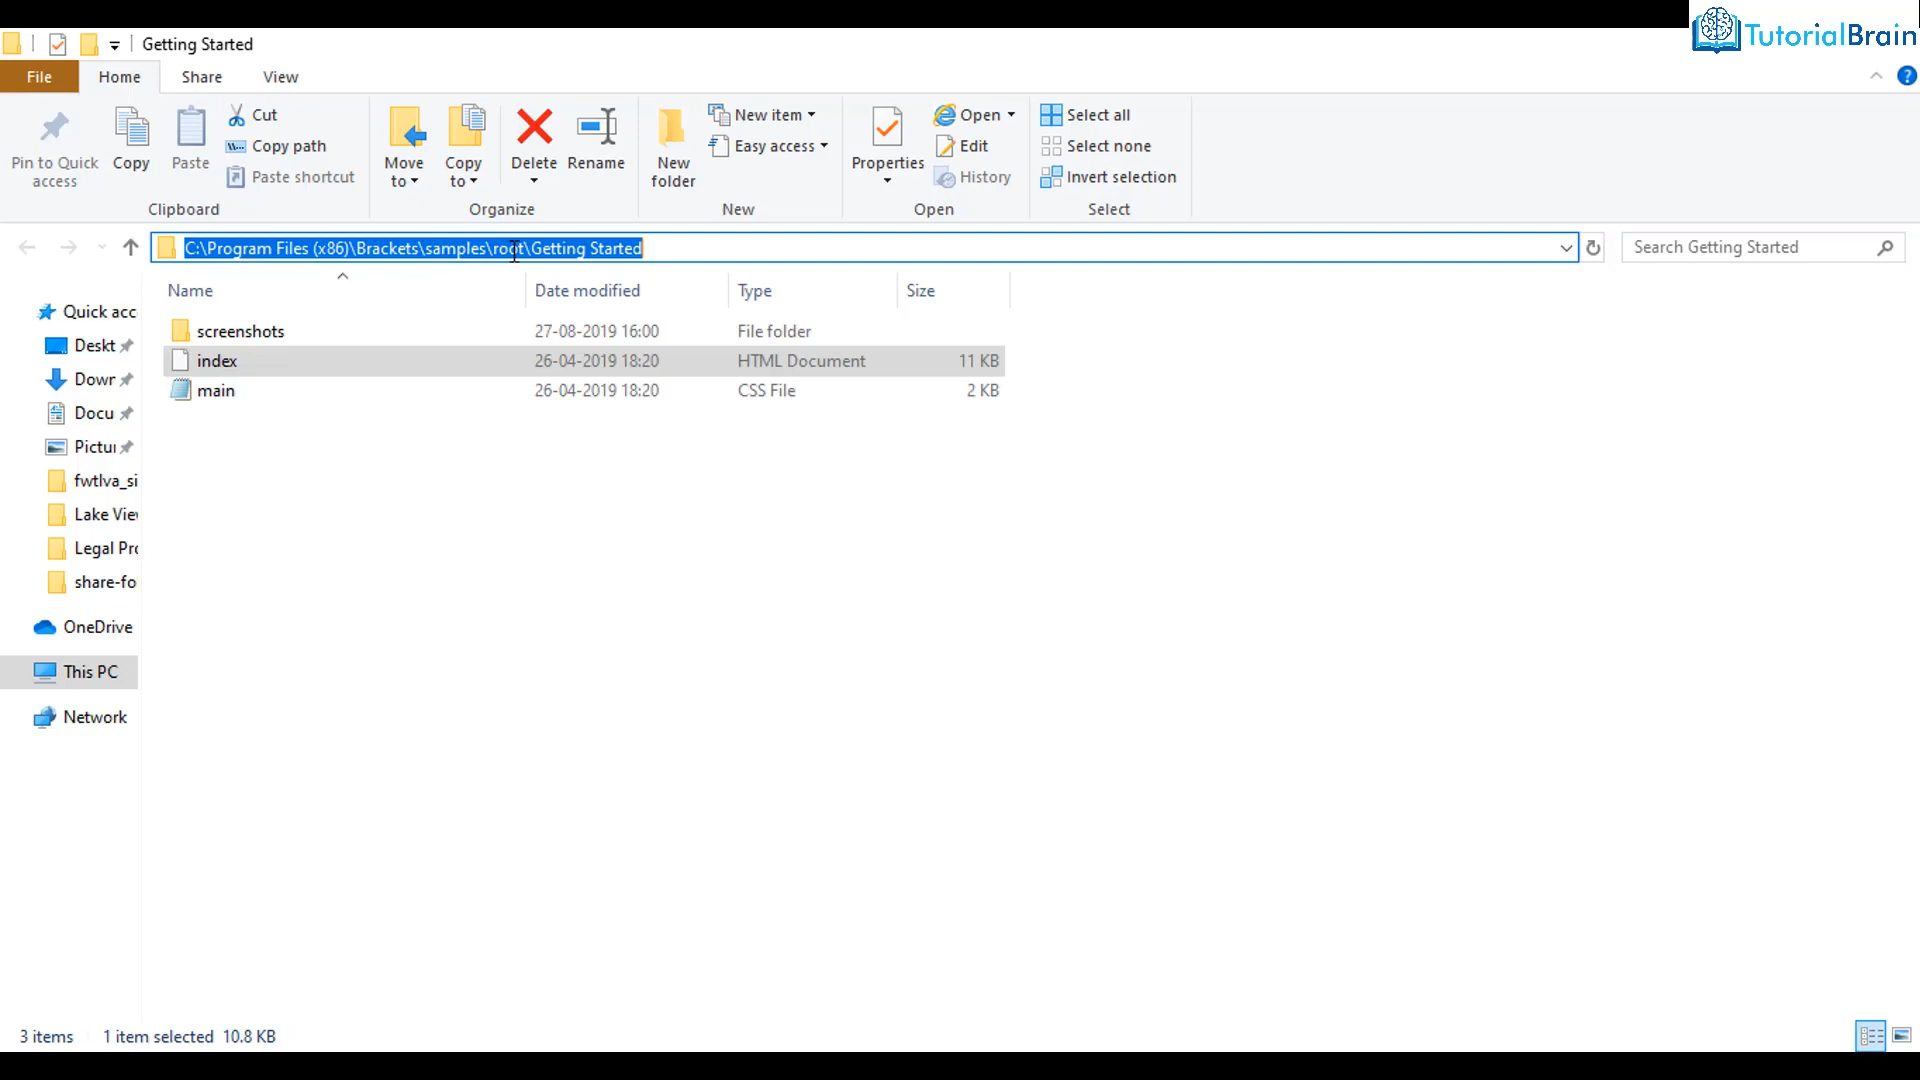 TutorialBrain
Getting Started
File Home Share View
Pin to Quick access
Copy
Paste
Cut
Copy path
Paste shortcut
Clipboard
Move to
Copy to
Delete
Rename
Organize
New folder
New item
Easy access
New
Properties
Open
Edit
History
Open
Select all
Select none
Invert selection
Select
C:\Program Files (x86)\Brackets\samples\root\Getting Started
Search Getting Started
Name Date modified Type Size
screenshots 27-08-2019 16:00 File folder
index 26-04-2019 18:20 HTML Document 11 KB
main 26-04-2019 18:20 CSS File 2 KB
Quick acc
Deskt
Dowr
Docu
Pictu
fwtlva_si
Lake Vie
Legal Pro
share-fo
OneDrive
This PC
Network
3 items 1 item selected 10.8 KB